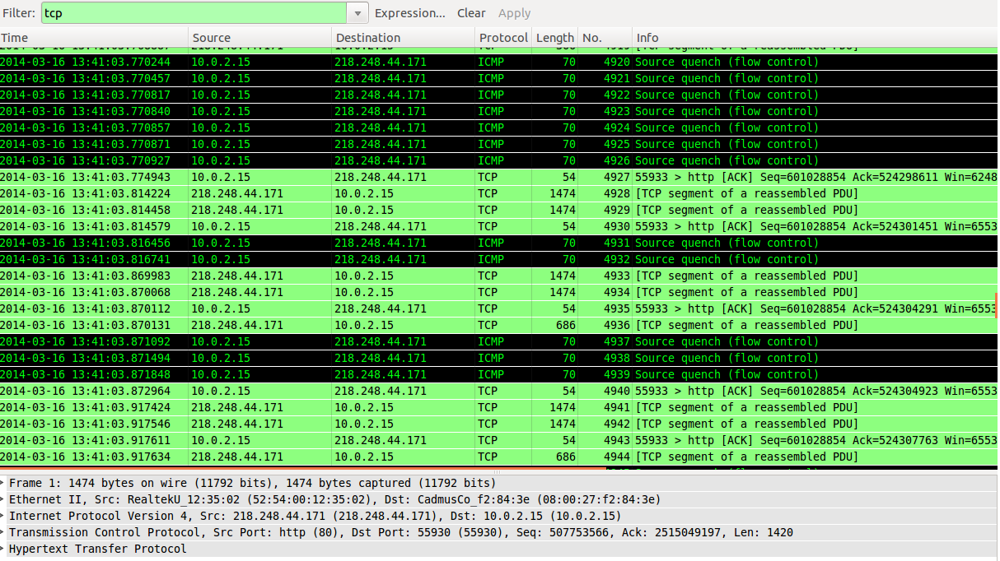 Filter: tcp Expression... Clear Apply
Time Source Destination Protocol Length No. Info
2014-03-16 13:41:03.770244 10.0.2.15 218.248.44.171 ICMP 70 4920 Source quench (flow control)
2014-03-16 13:41:03.770457 10.0.2.15 218.248.44.171 ICMP 70 4921 Source quench (flow control)
2014-03-16 13:41:03.770817 10.0.2.15 218.248.44.171 ICMP 70 4922 Source quench (flow control)
2014-03-16 13:41:03.770840 10.0.2.15 218.248.44.171 ICMP 70 4923 Source quench (flow control)
2014-03-16 13:41:03.770857 10.0.2.15 218.248.44.171 ICMP 70 4924 Source quench (flow control)
2014-03-16 13:41:03.770871 10.0.2.15 218.248.44.171 ICMP 70 4925 Source quench (flow control)
2014-03-16 13:41:03.770927 10.0.2.15 218.248.44.171 ICMP 70 4926 Source quench (flow control)
2014-03-16 13:41:03.774943 10.0.2.15 218.248.44.171 TCP 54 4927 55933 > http [ACK] Seq=601028854 Ack=524298611 Win=6248
2014-03-16 13:41:03.814224 218.248.44.171 10.0.2.15 TCP 1474 4928 [TCP segment of a reassembled PDU]
2014-03-16 13:41:03.814458 218.248.44.171 10.0.2.15 TCP 1474 4929 [TCP segment of a reassembled PDU]
2014-03-16 13:41:03.814579 10.0.2.15 218.248.44.171 TCP 54 4930 55933 > http [ACK] Seq=601028854 Ack=524301451 Win=6553
2014-03-16 13:41:03.816456 10.0.2.15 218.248.44.171 ICMP 70 4931 Source quench (flow control)
2014-03-16 13:41:03.816741 10.0.2.15 218.248.44.171 ICMP 70 4932 Source quench (flow control)
2014-03-16 13:41:03.869983 218.248.44.171 10.0.2.15 TCP 1474 4933 [TCP segment of a reassembled PDU]
2014-03-16 13:41:03.870068 218.248.44.171 10.0.2.15 TCP 1474 4934 [TCP segment of a reassembled PDU]
2014-03-16 13:41:03.870112 10.0.2.15 218.248.44.171 TCP 54 4935 55933 > http [ACK] Seq=601028854 Ack=524304291 Win=6553
2014-03-16 13:41:03.870131 218.248.44.171 10.0.2.15 TCP 686 4936 [TCP segment of a reassembled PDU]
2014-03-16 13:41:03.871092 10.0.2.15 218.248.44.171 ICMP 70 4937 Source quench (flow control)
2014-03-16 13:41:03.871494 10.0.2.15 218.248.44.171 ICMP 70 4938 Source quench (flow control)
2014-03-16 13:41:03.871848 10.0.2.15 218.248.44.171 ICMP 70 4939 Source quench (flow control)
2014-03-16 13:41:03.872964 10.0.2.15 218.248.44.171 TCP 54 4940 55933 > http [ACK] Seq=601028854 Ack=524304923 Win=6553
2014-03-16 13:41:03.917424 218.248.44.171 10.0.2.15 TCP 1474 4941 [TCP segment of a reassembled PDU]
2014-03-16 13:41:03.917546 218.248.44.171 10.0.2.15 TCP 1474 4942 [TCP segment of a reassembled PDU]
2014-03-16 13:41:03.917611 10.0.2.15 218.248.44.171 TCP 54 4943 55933 > http [ACK] Seq=601028854 Ack=524307763 Win=6553
2014-03-16 13:41:03.917634 218.248.44.171 10.0.2.15 TCP 686 4944 [TCP segment of a reassembled PDU]
Frame 1: 1474 bytes on wire (11792 bits), 1474 bytes captured (11792 bits)
Ethernet II, Src: RealtekU_12:35:02 (52:54:00:12:35:02), Dst: CadmusCo_f2:84:3e (08:00:27:f2:84:3e)
Internet Protocol Version 4, Src: 218.248.44.171 (218.248.44.171), Dst: 10.0.2.15 (10.0.2.15)
Transmission Control Protocol, Src Port: http (80), Dst Port: 55930 (55930), Seq: 507753566, Ack: 2515049197, Len: 1420
Hypertext Transfer Protocol